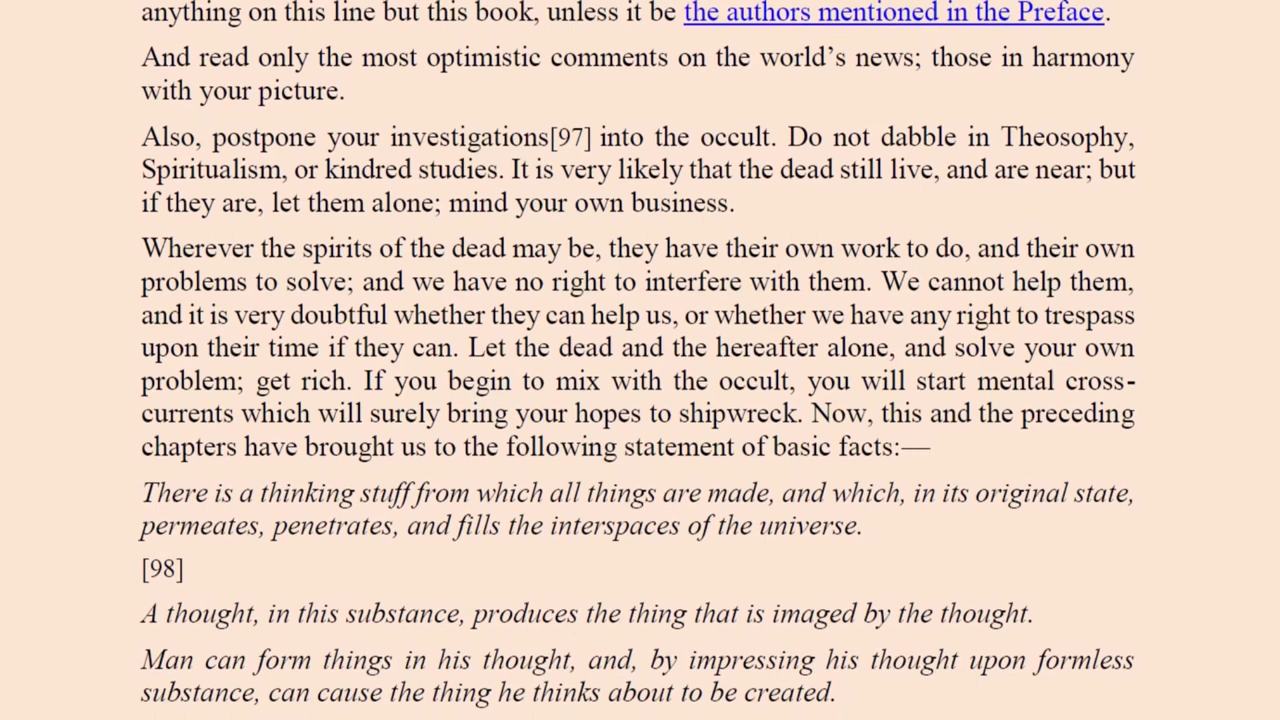 anything on this line but this book, unless it be the authors mentioned in the Preface.
And read only the most optimistic comments on the world’s news; those in harmony
with your picture.
Also, postpone your investigations[97] into the occult. Do not dabble in Theosophy,
Spiritualism, or kindred studies. It is very likely that the dead still live, and are near; but
if they are, let them alone; mind your own business.
Wherever the spirits of the dead may be, they have their own work to do, and their own
problems to solve; and we have no right to interfere with them. We cannot help them,
and it is very doubtful whether they can help us, or whether we have any right to trespass
upon their time if they can. Let the dead and the hereafter alone, and solve your own
problem; get rich. If you begin to mix with the occult, you will start mental cross-
currents which will surely bring your hopes to shipwreck. Now, this and the preceding
chapters have brought us to the following statement of basic facts:—
There is a thinking stuff from which all things are made, and which, in its original state,
permeates, penetrates, and fills the interspaces of the universe.
[98]
A thought, in this substance, produces the thing that is imaged by the thought.
Man can form things in his thought, and, by impressing his thought upon formless
substance, can cause the thing he thinks about to be created.